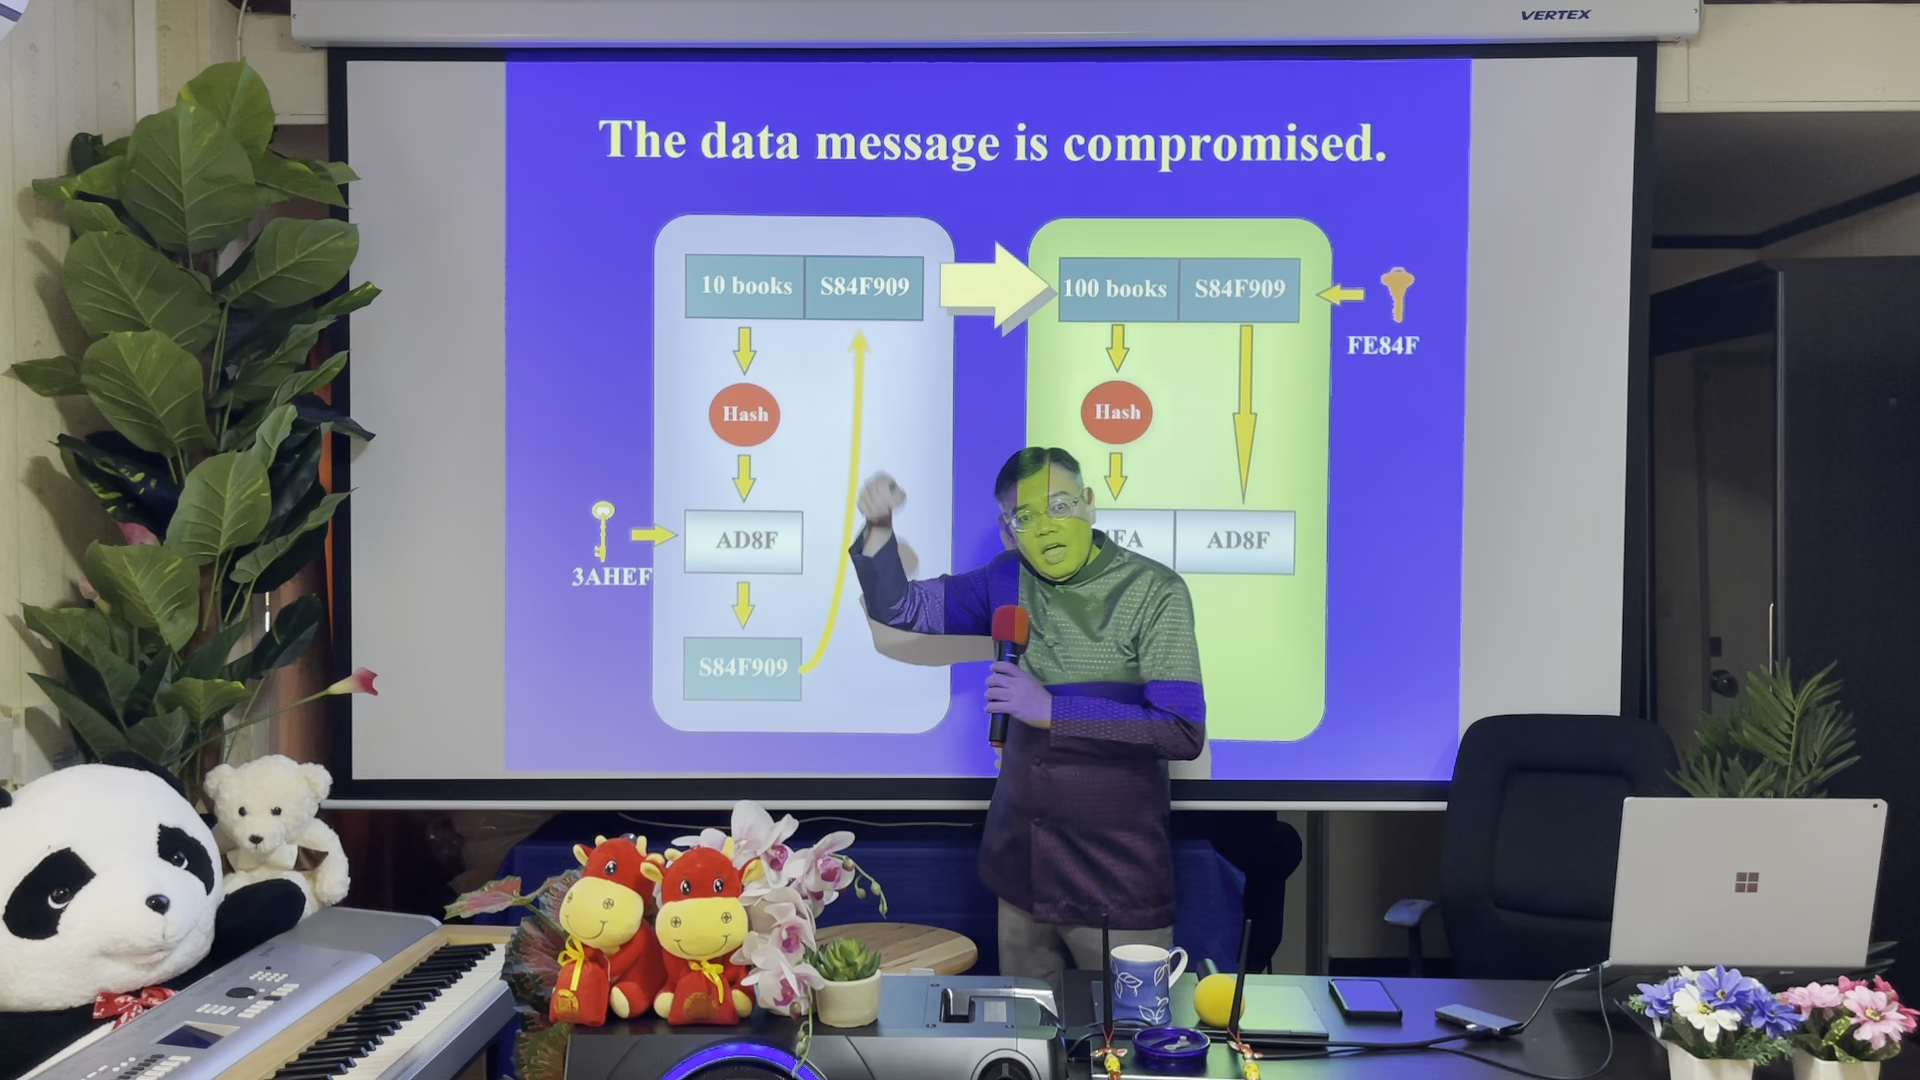 VERTEX
The data message is compromised.
10 books S84F909
100 books S84F909
FE84F
Hash
Hash
3AHEF
AD8F
AD8F
S84F909